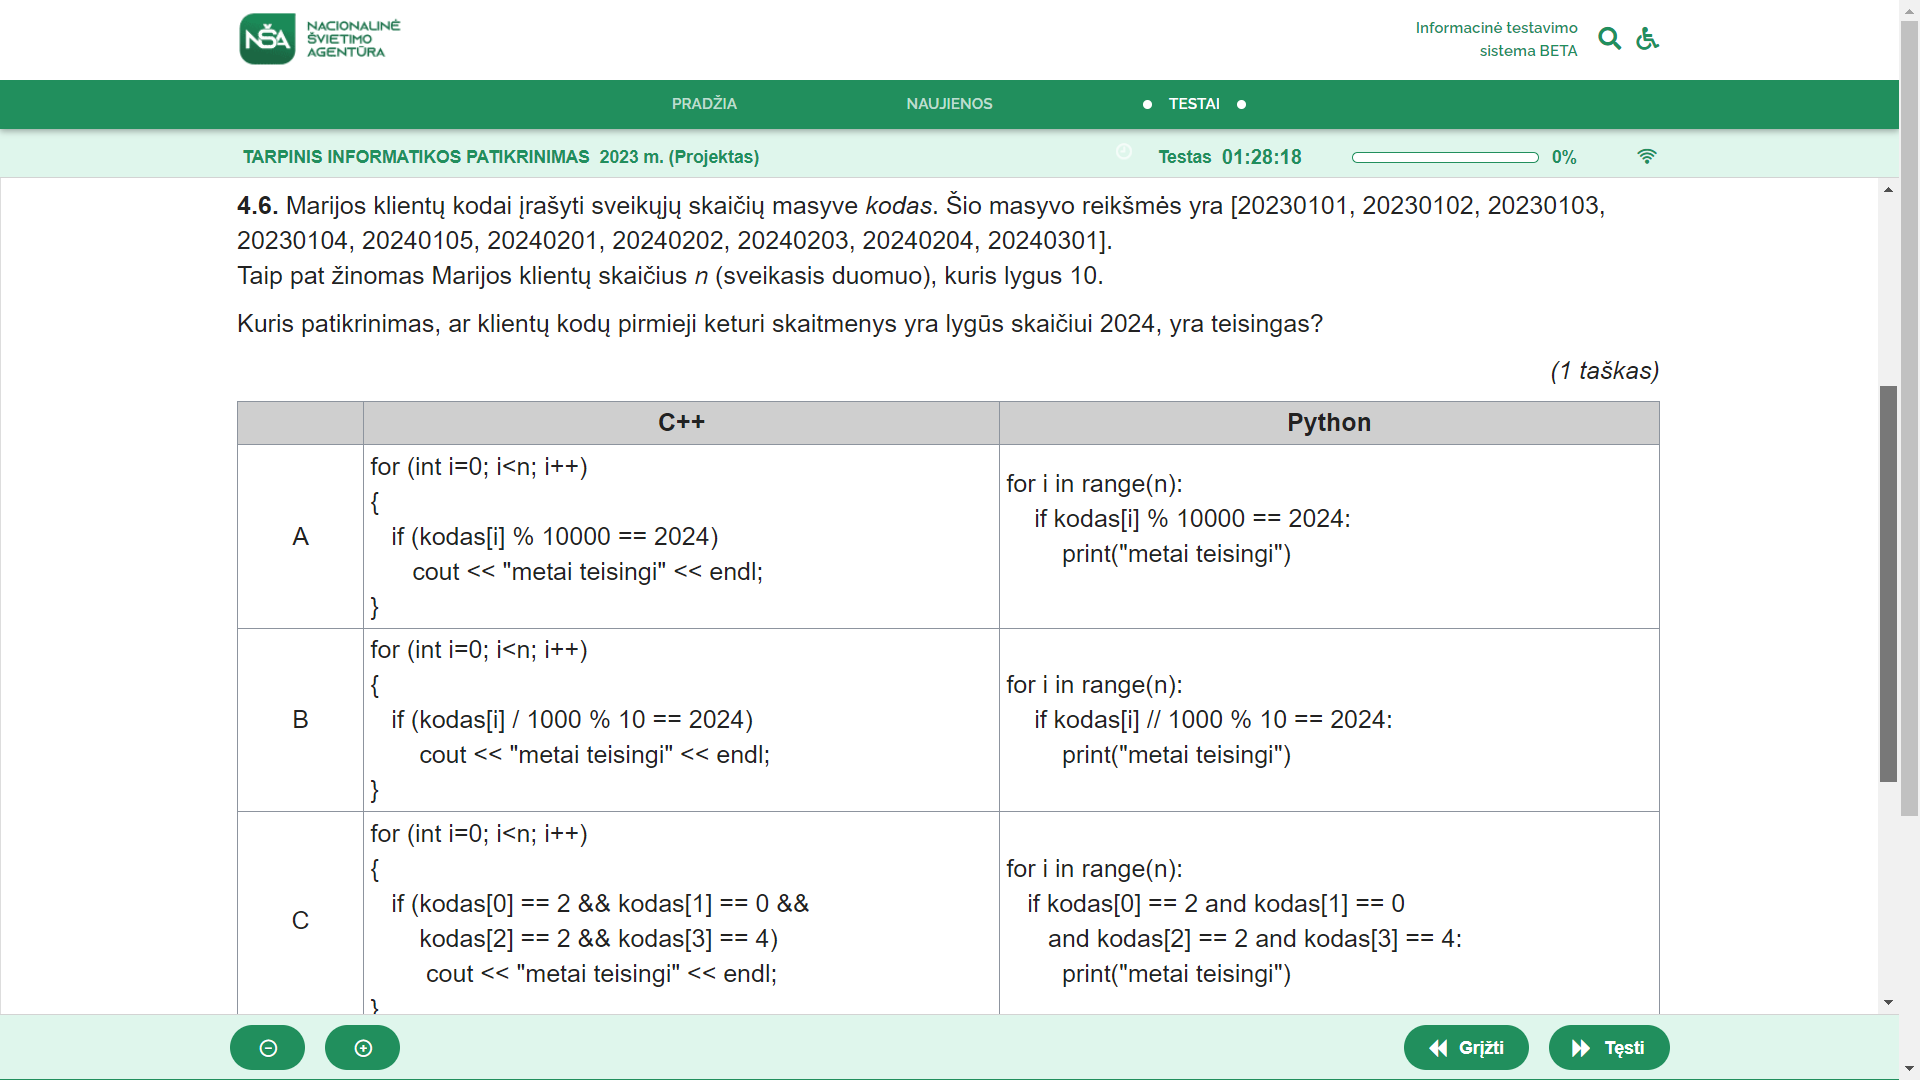 NŠA
NACIONALINĖ
ŠVIETIMO
AGENTŪRA
Informacinė testavimo
sistema BETA
PRADŽIA
NAUJIENOS
TESTAI
TARPINIS INFORMATIKOS PATIKRINIMAS 2023 m. (Projektas)
Testas 01:28:18
0%
4.6. Marijos klientų kodai įrašyti sveikųjų skaičių masyve kodas. Šio masyvo reikšmės yra [20230101, 20230102, 20230103,
20230104, 20240105, 20240201, 20240202, 20240203, 20240204, 20240301].
Taip pat žinomas Marijos klientų skaičius n (sveikasis duomuo), kuris lygus 10.
Kuris patikrinimas, ar klientų kodų pirmieji keturi skaitmenys yra lygūs skaičiui 2024, yra teisingas?
(1 taškas)
C++
Python
A
for (int i=0; i<n; i++)
{
if (kodas[i] % 10000 == 2024)
cout << "metai teisingi" << endl;
}
for i in range(n):
if kodas[i] % 10000 == 2024:
print("metai teisingi")
B
for (int i=0; i<n; i++)
{
if (kodas[i] / 1000 % 10 == 2024)
cout << "metai teisingi" << endl;
}
for i in range(n):
if kodas[i] // 1000 % 10 == 2024:
print("metai teisingi")
C
for (int i=0; i<n; i++)
{
if (kodas[0] == 2 && kodas[1] == 0 &&
kodas[2] == 2 && kodas[3] == 4)
cout << "metai teisingi" << endl;
}
for i in range(n):
if kodas[0] == 2 and kodas[1] == 0
and kodas[2] == 2 and kodas[3] == 4:
print("metai teisingi")
Grįžti
Tęsti